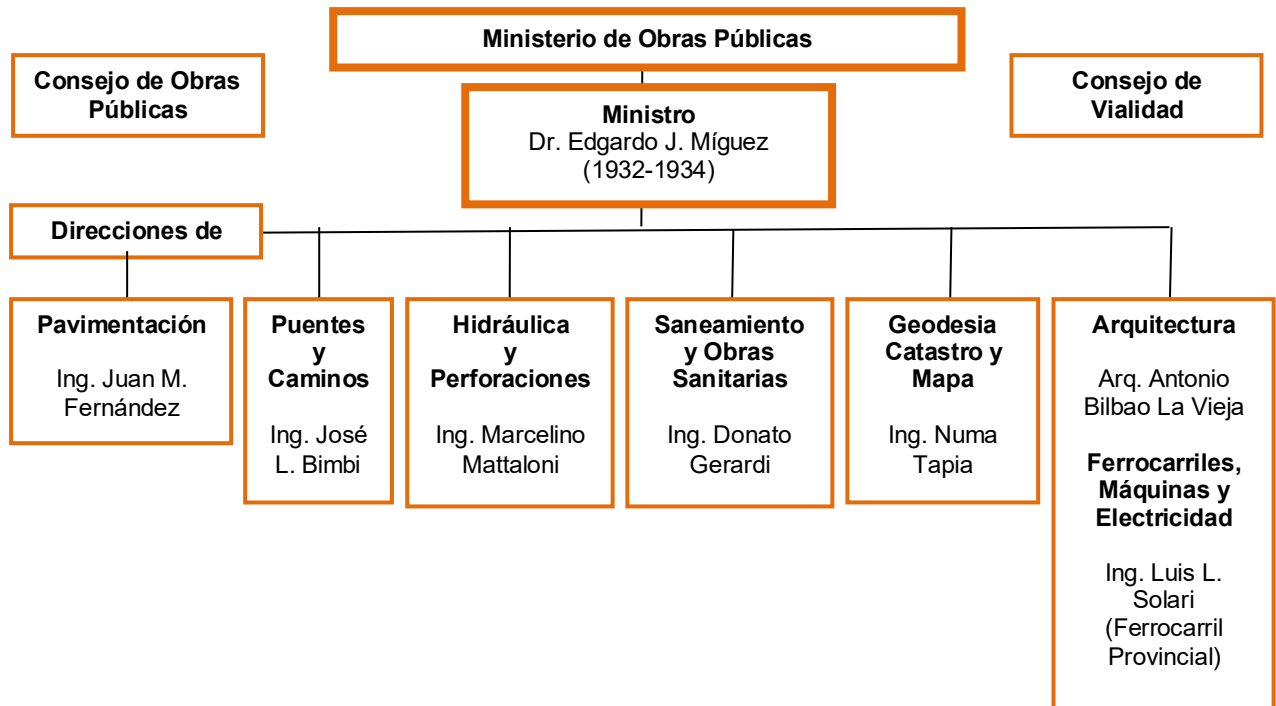 Ministerio de Obras Públicas
Consejo de Obras
Públicas
Consejo de
Vialidad
Ministro
Dr. Edgardo J. Míguez
(1932-1934)
Direcciones de
Pavimentación
Ing. Juan M.
Fernández
Puentes
y
Caminos
Ing. José
L. Bimbi
Hidráulica
y
Perforaciones
Ing. Marcelino
Mattaloni
Saneamiento
y Obras
Sanitarias
Ing. Donato
Gerardi
Geodesia
Catastro y
Mapa
Ing. Numa
Tapia
Arquitectura
Arq. Antonio
Bilbao La Vieja
Ferrocarriles,
Máquinas y
Electricidad
Ing. Luis L.
Solari
(Ferrocarril
Provincial)